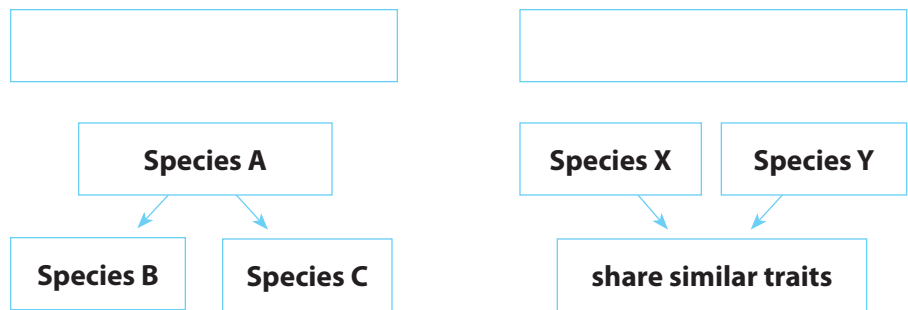 Species A
Species X
Species Y
Species B
Species C
share similar traits